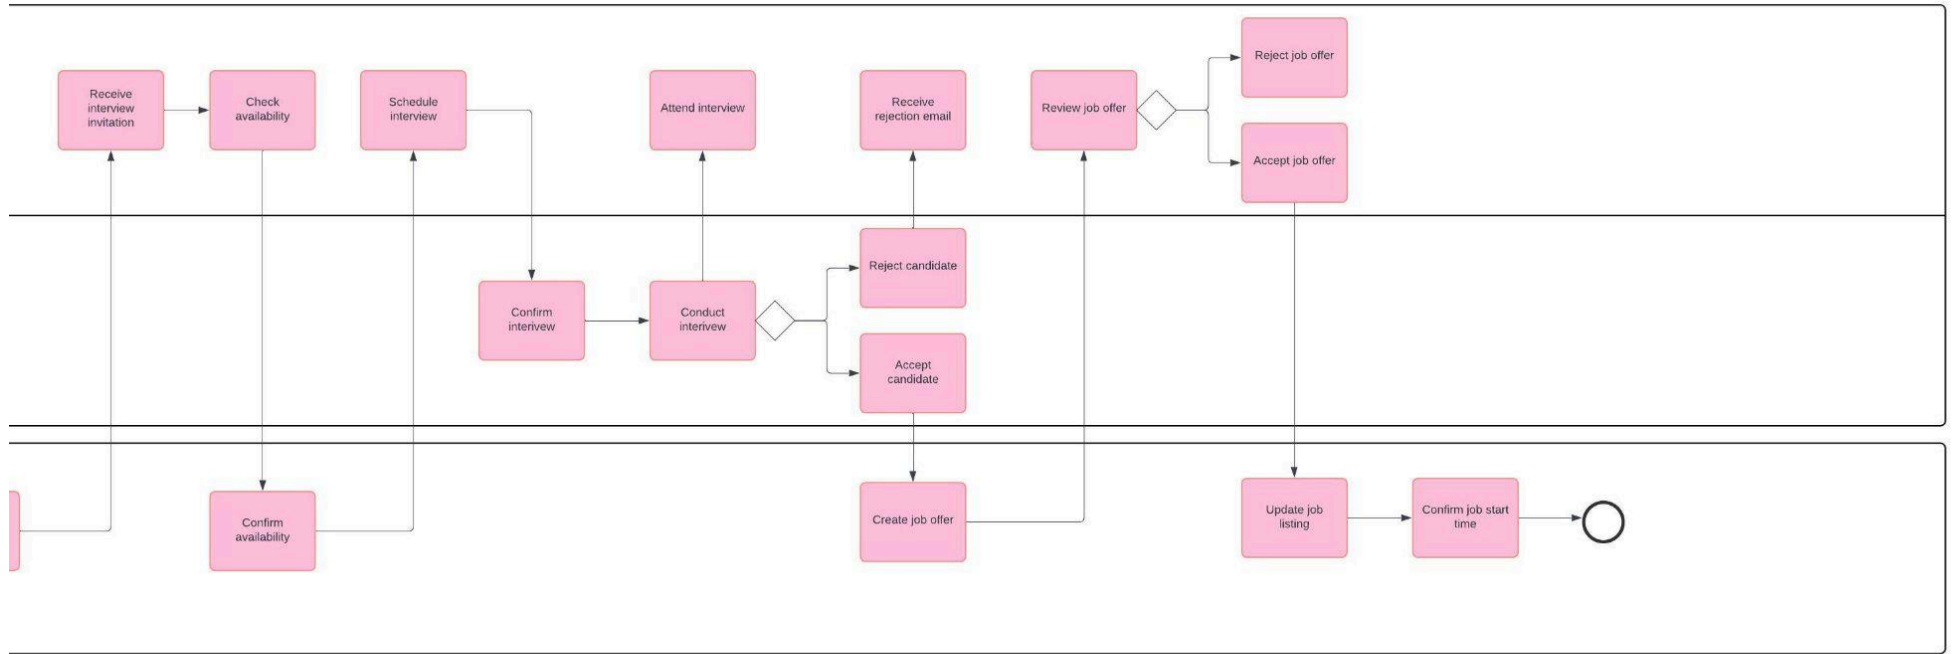 Receive
interview
invitation
Check
availability
Schedule
interview
Attend interview
Receive
rejection email
Review job offer
Reject job offer
Accept job offer
Confirm
interivew
Conduct
interivew
Reject candidate
Accept
candidate
Confirm
availability
Create job offer
Update job
listing
Confirm job start
time